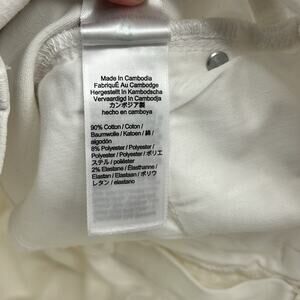 Made In Cambodia
FabriquÉ Au Cambodge
Hergestellt In Kambodscha
Vervaardigd In Cambodja
カンボジア製
hecho en camboya
90% Cotton / Coton /
Baumwolle / Katoen / 綿 /
algodón
8% Polyester / Polyester /
Polyester / Polyester / ポリエ
ステル / poliéster
2% Elastane / Élasthanne /
Elastan / Elastaan / ポリウ
レタン / elastano